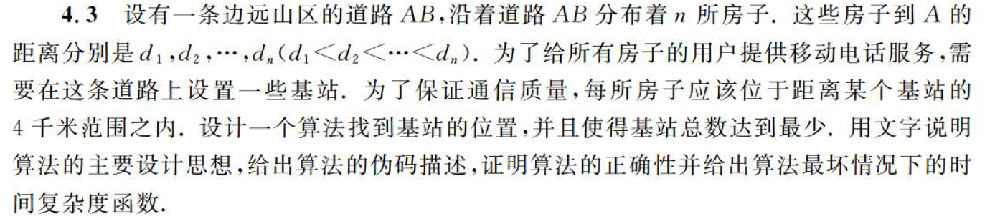 4.3 设有一条边远山区的道路 AB,沿着道路 AB 分布着 n 所房子. 这些房子到 A 的
距离分别是 d₁,d₂,…,dₙ(d₁<d₂<…<dₙ). 为了给所有房子的用户提供移动电话服务,需
要在这条道路上设置一些基站. 为了保证通信质量,每所房子应该位于距离某个基站的
4 千米范围之内. 设计一个算法找到基站的位置,并且使得基站总数达到最少. 用文字说明
算法的主要设计思想,给出算法的伪码描述,证明算法的正确性并给出算法最坏情况下的时
间复杂度函数.